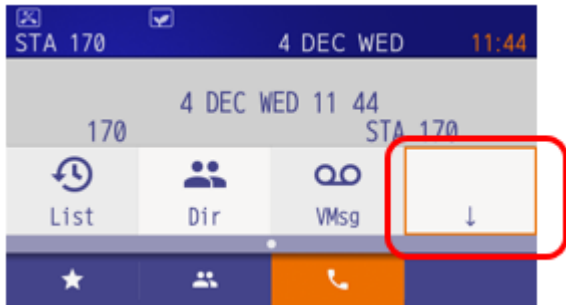 STA 170 4 DEC WED 11:44
4 DEC WED 11 44
170 STA 170
List Dir VMsg ↓